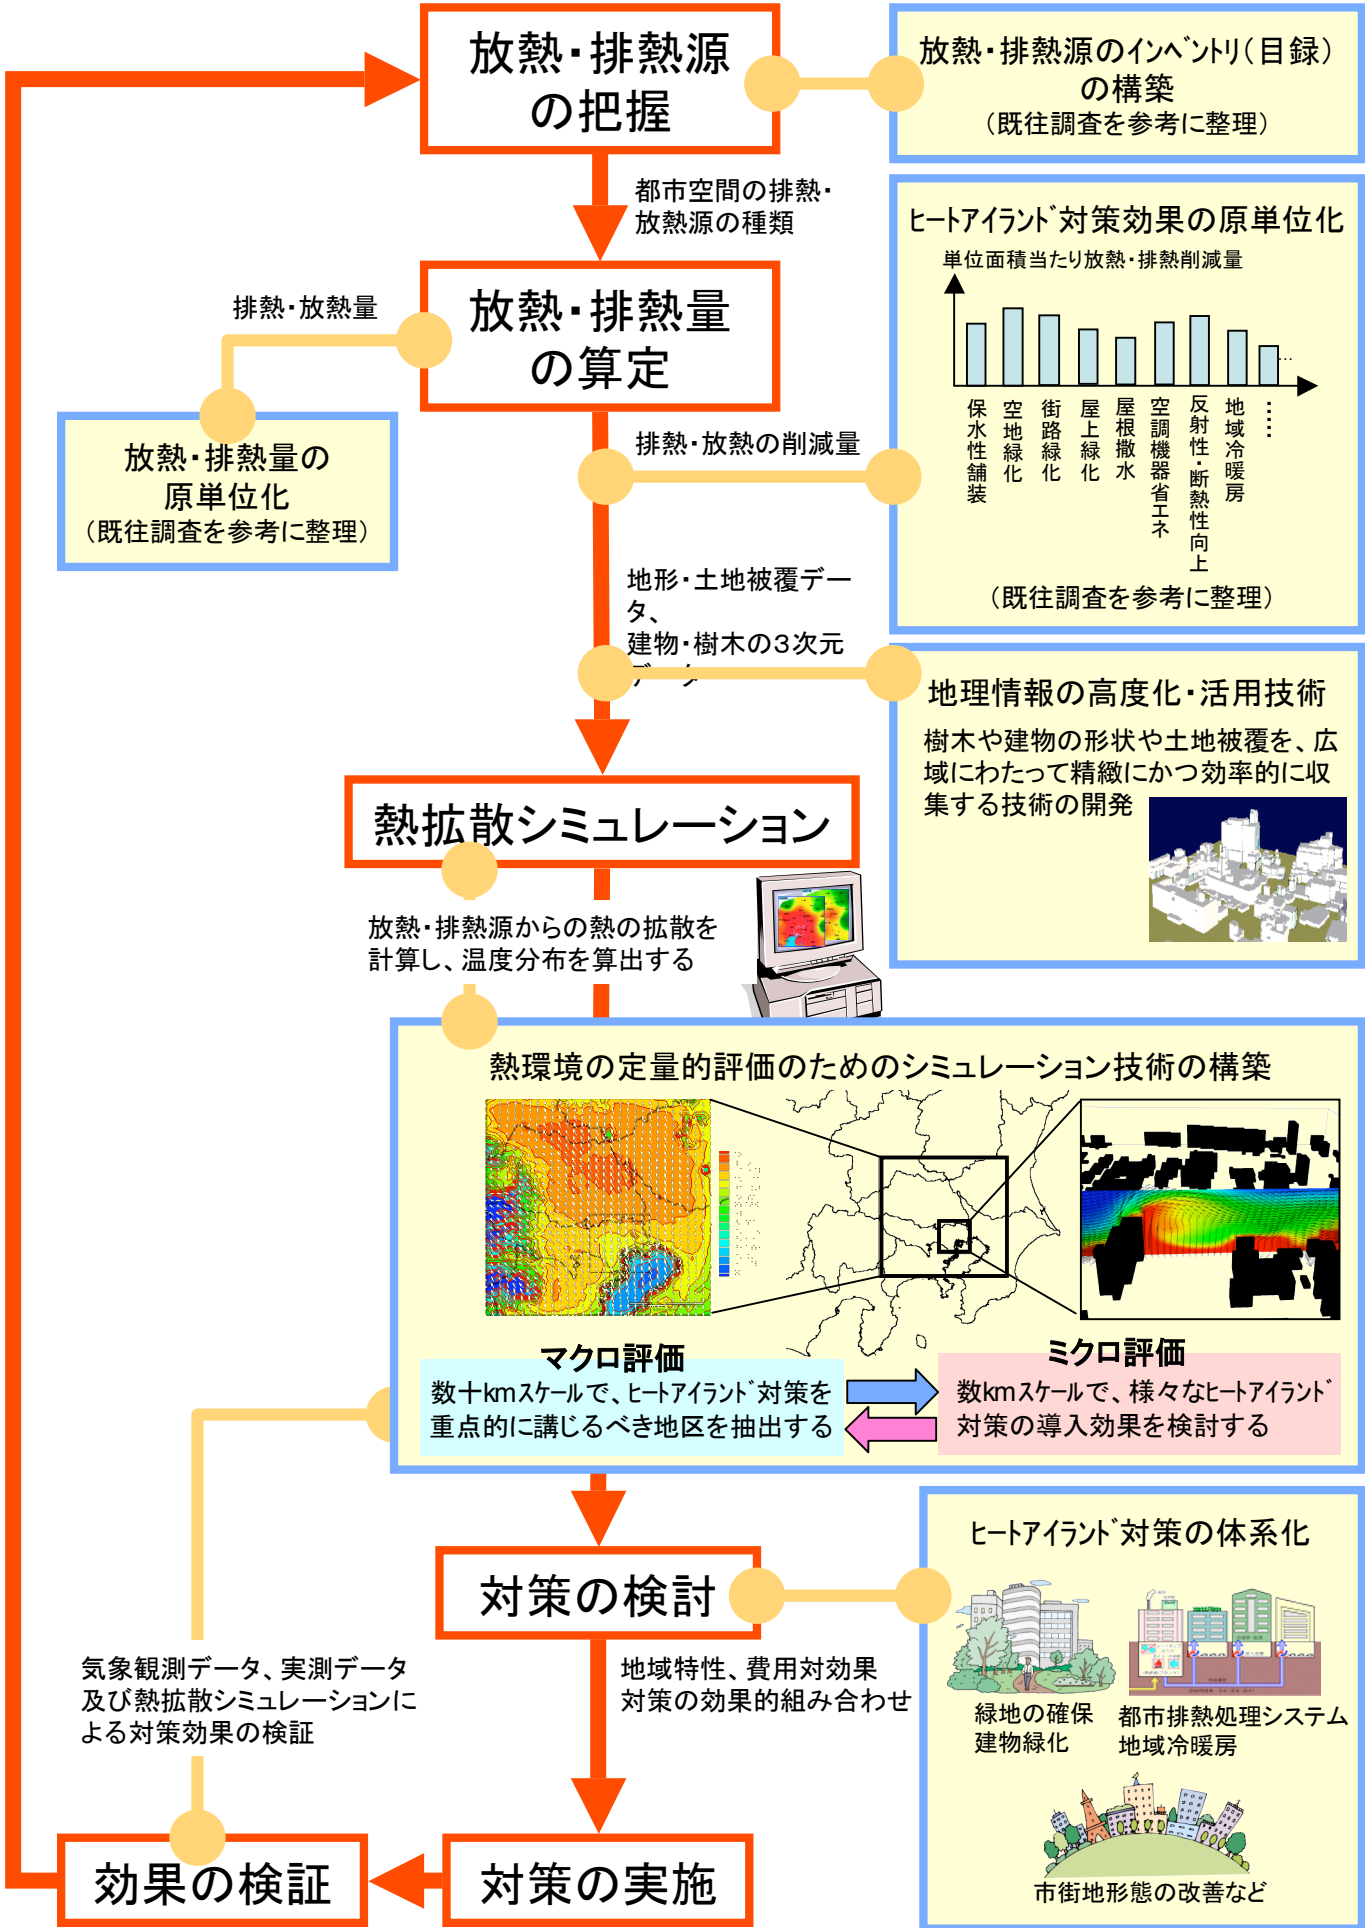 放熱・排熱源
の把握
放熱・排熱源のインベントリ（目録）
の構築
（既往調査を参考に整理）
都市空間の排熱・
放熱源の種類
ヒートアイランド対策効果の原単位化
単位面積当たり放熱・排熱削減量
保水性舗装
空地緑化
街路緑化
屋上緑化
屋根撒水
空調機器省エネ
反射性・断熱性向上
地域冷暖房
……
…
（既往調査を参考に整理）
排熱・放熱量
放熱・排熱量
の算定
放熱・排熱量の
原単位化
（既往調査を参考に整理）
排熱・放熱の削減量
地形・土地被覆デー
タ、
建物・樹木の３次元
データ
地理情報の高度化・活用技術
樹木や建物の形状や土地被覆を、広
域にわたって精緻にかつ効率的に収
集する技術の開発
熱拡散シミュレーション
放熱・排熱源からの熱の拡散を
計算し、温度分布を算出する
熱環境の定量的評価のためのシミュレーション技術の構築
マクロ評価
数十kmスケールで、ヒートアイランド対策を
重点的に講じるべき地区を抽出する
ミクロ評価
数kmスケールで、様々なヒートアイランド
対策の導入効果を検討する
対策の検討
ヒートアイランド対策の体系化
緑地の確保
建物緑化
都市排熱処理システム
地域冷暖房
市街地形態の改善など
地域特性、費用対効果
対策の効果的組み合わせ
気象観測データ、実測データ
及び熱拡散シミュレーションに
よる対策効果の検証
効果の検証
対策の実施